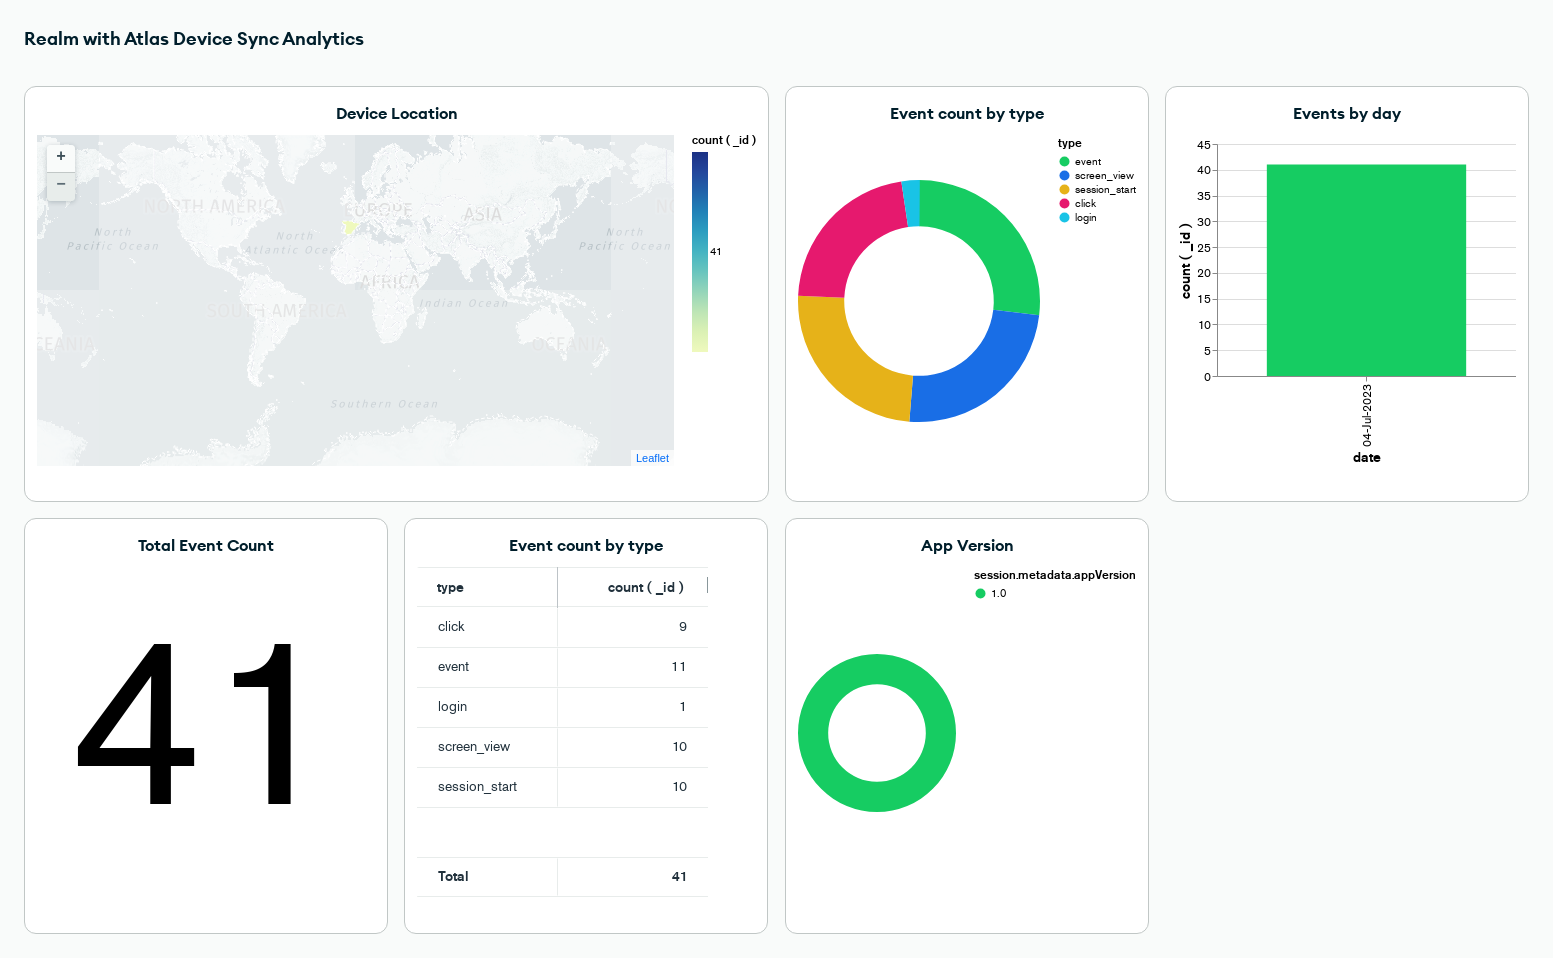 Realm with Atlas Device Sync Analytics
Device Location
+
−
NORTH AMERICA
EUROPE
ASIA
North
Pacific Ocean
North
Atlantic Ocean
North
Pacific Ocean
AFRICA
SOUTH AMERICA
Indian Ocean
OCEANIA
Southern Ocean
Leaflet
count ( _id )
41
Event count by type
type
event
screen_view
session_start
click
login
Events by day
count ( _id )
45
40
35
30
25
20
15
10
5
0
04-Jul-2023
date
Total Event Count
41
Event count by type
type count ( _id )
click 9
event 11
login 1
screen_view 10
session_start 10
Total 41
App Version
session.metadata.appVersion
1.0